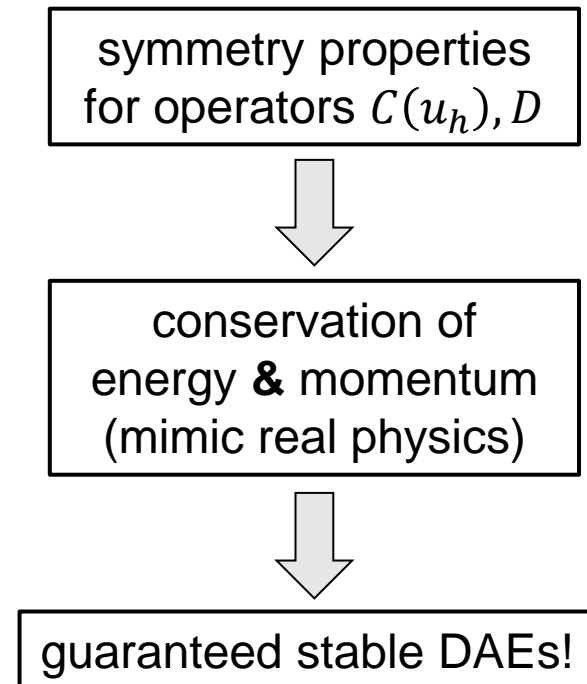 symmetry properties
for operators 𝐶(𝑢ₕ), 𝐷
conservation of
energy & momentum
(mimic real physics)
guaranteed stable DAEs!